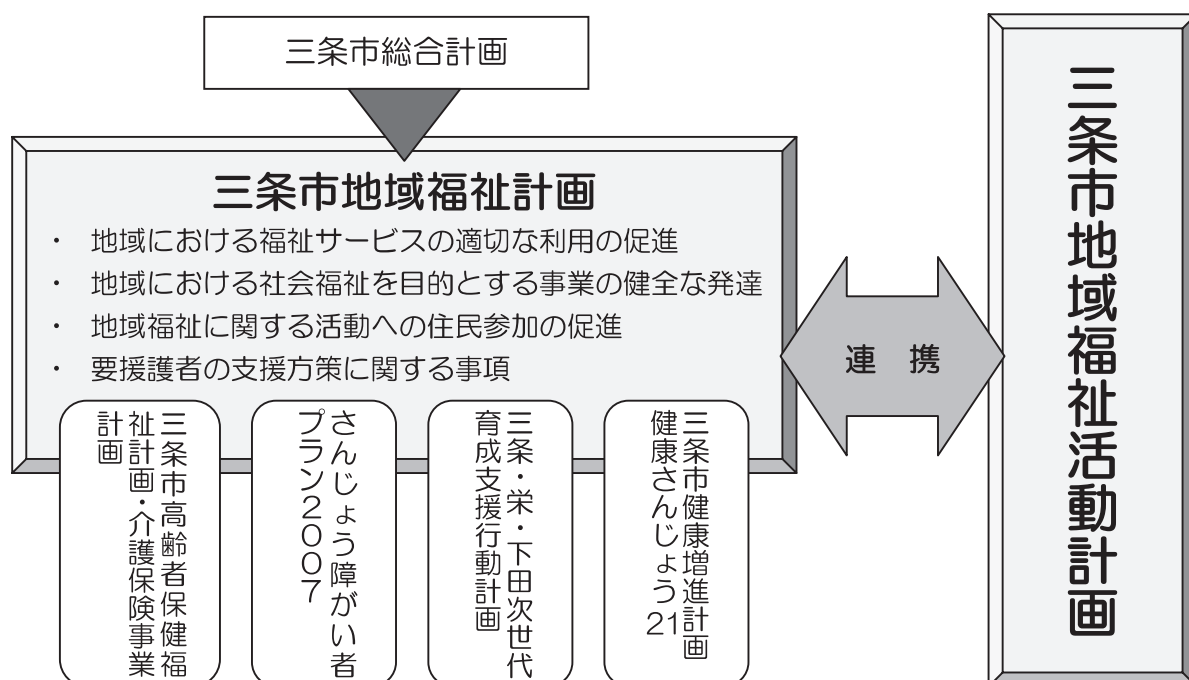 三条市総合計画
三条市地域福祉計画
・ 地域における福祉サービスの適切な利用の促進
・ 地域における社会福祉を目的とする事業の健全な発達
・ 地域福祉に関する活動への住民参加の促進
・ 要援護者の支援方策に関する事項
三条市高齢者保健福
祉計画・介護保険事業
計画
さんじょう障がい者
プラン2007
三条・栄・下田次世代
育成支援行動計画
三条市健康増進計画
健康さんじょう21
連 携
三条市地域福祉活動計画